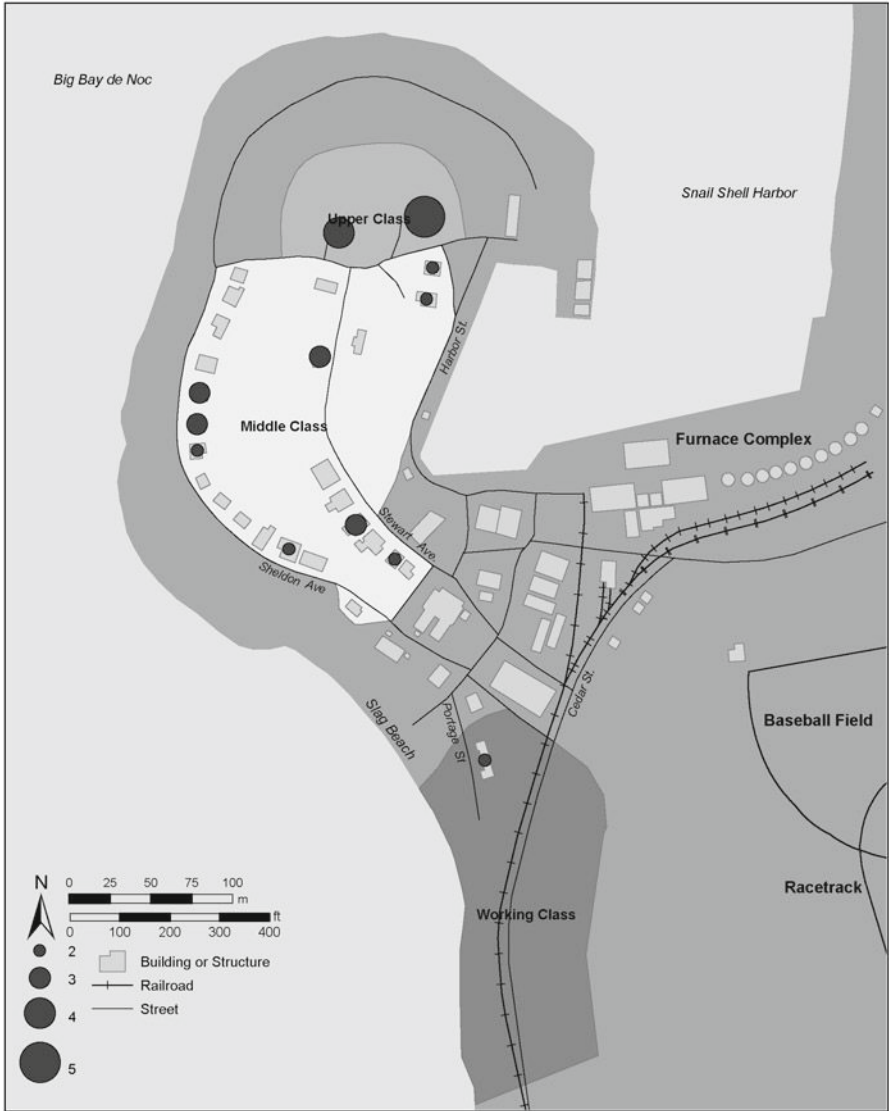 Big Bay de Noc
Snail Shell Harbor
Upper Class
Harbor St.
Middle Class
Furnace Complex
Stewart Ave.
Sheldon Ave
Cedar St.
Slag Beach
Portage St
Baseball Field
Racetrack
Working Class
N
0 25 50 75 100
m
ft
0 100 200 300 400
2
3
4
5
Building or Structure
Railroad
Street